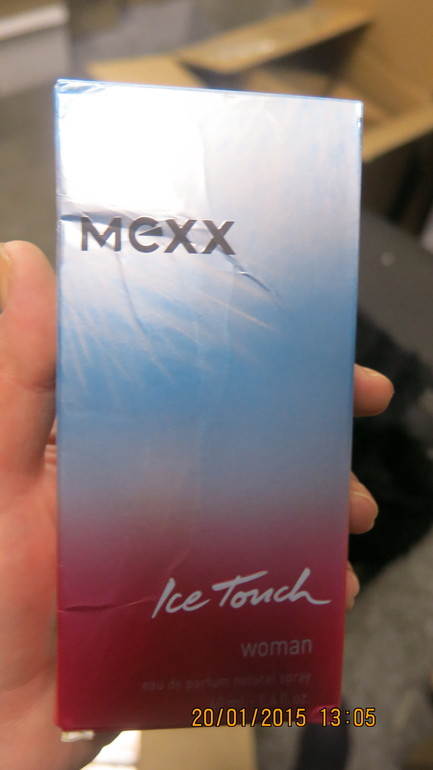 MEXX
Ice Touch
woman
eau de parfum natural spray
20/01/2015 13:05